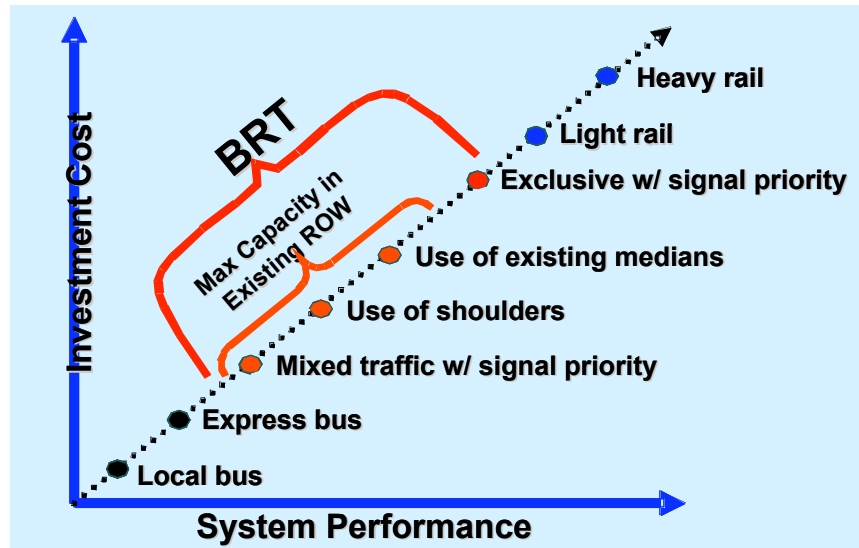 Investment Cost
BRT
Max Capacity in
Existing ROW
Heavy rail
Light rail
Exclusive w/ signal priority
Use of existing medians
Use of shoulders
Mixed traffic w/ signal priority
Express bus
Local bus
System Performance